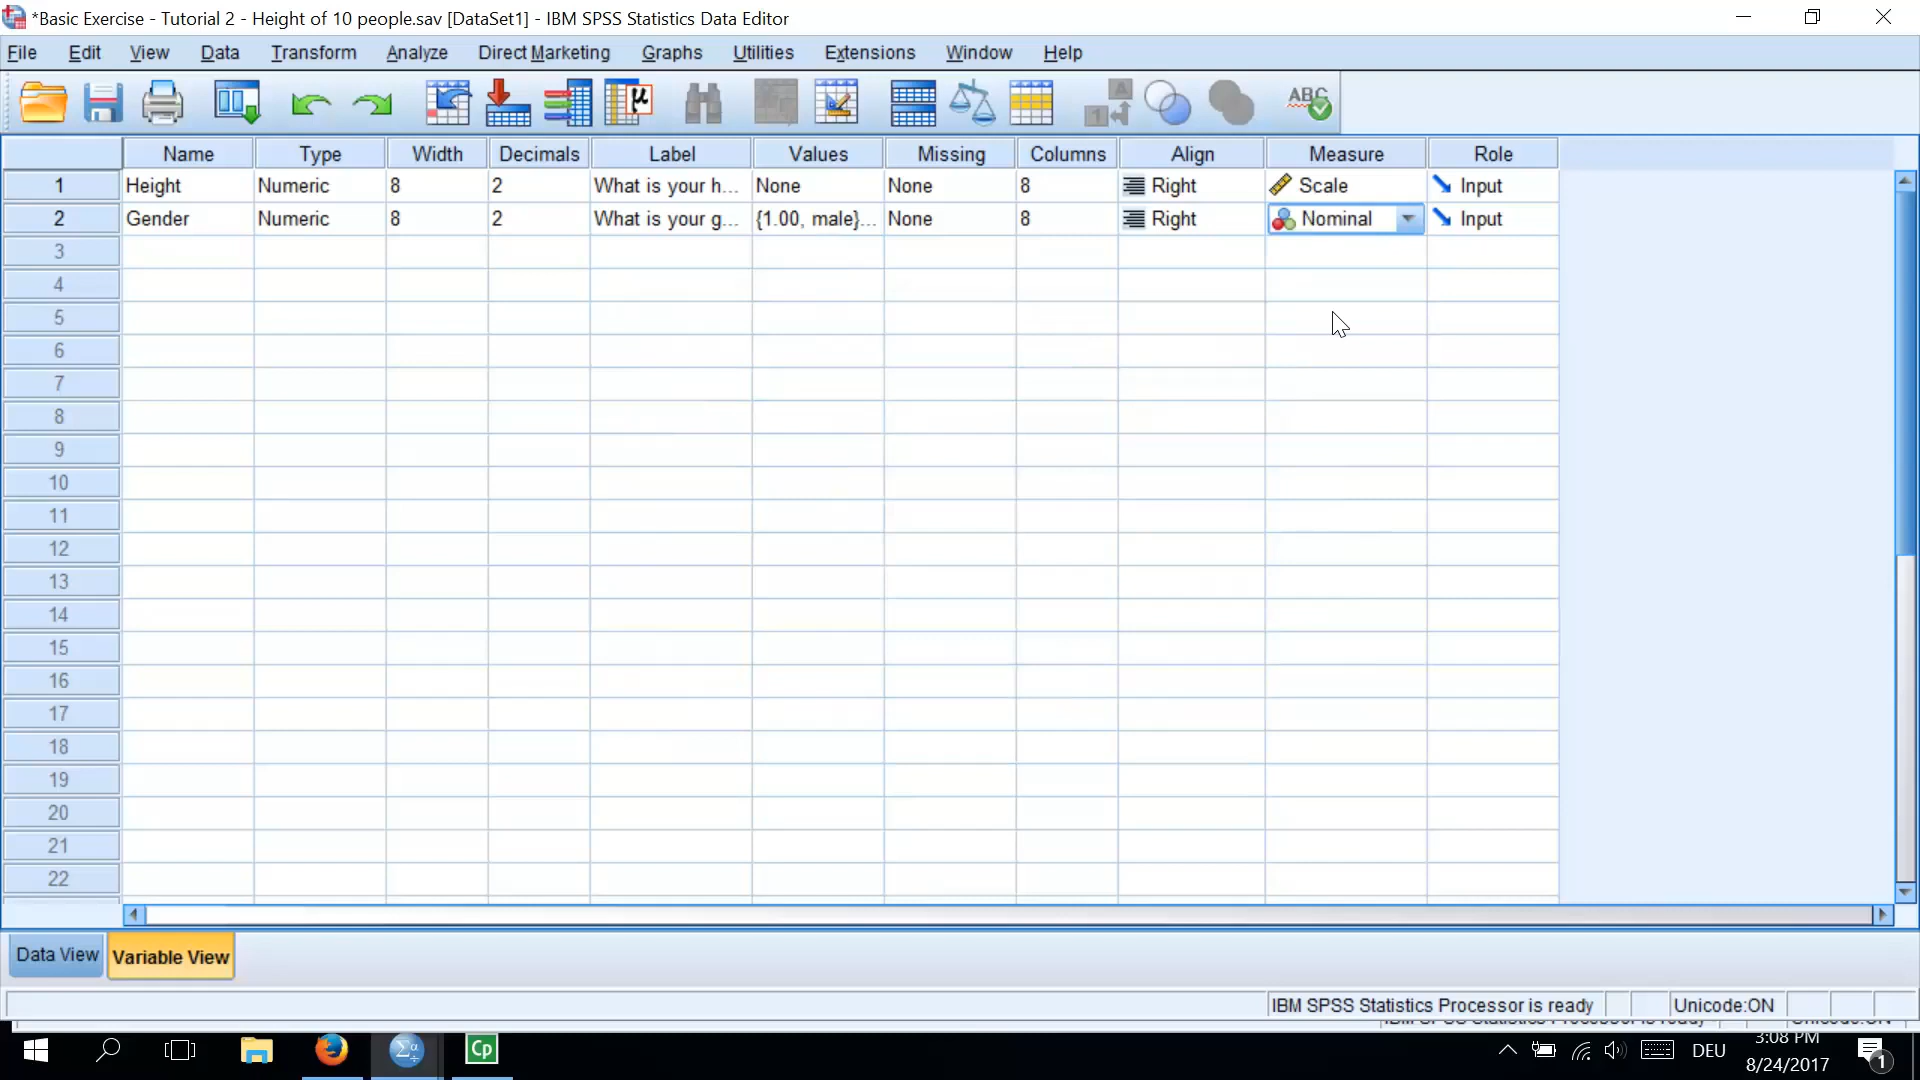 *Basic Exercise - Tutorial 2 - Height of 10 people.sav [DataSet1] - IBM SPSS Statistics Data Editor
File Edit View Data Transform Analyze Direct Marketing Graphs Utilities Extensions Window Help
μ A 1 ABC
Name Type Width Decimals Label Values Missing Columns Align Measure Role
1 Height Numeric 8 2 What is your h... None None 8 Right Scale Input
2 Gender Numeric 8 2 What is your g... {1.00, male}... None 8 Right Nominal Input
3
4
5
6
7
8
9
10
11
12
13
14
15
16
17
18
19
20
21
22
Data View Variable View
IBM SPSS Statistics Processor is ready Unicode:ON
Σα Cp DEU 3:08 PM
8/24/2017 1